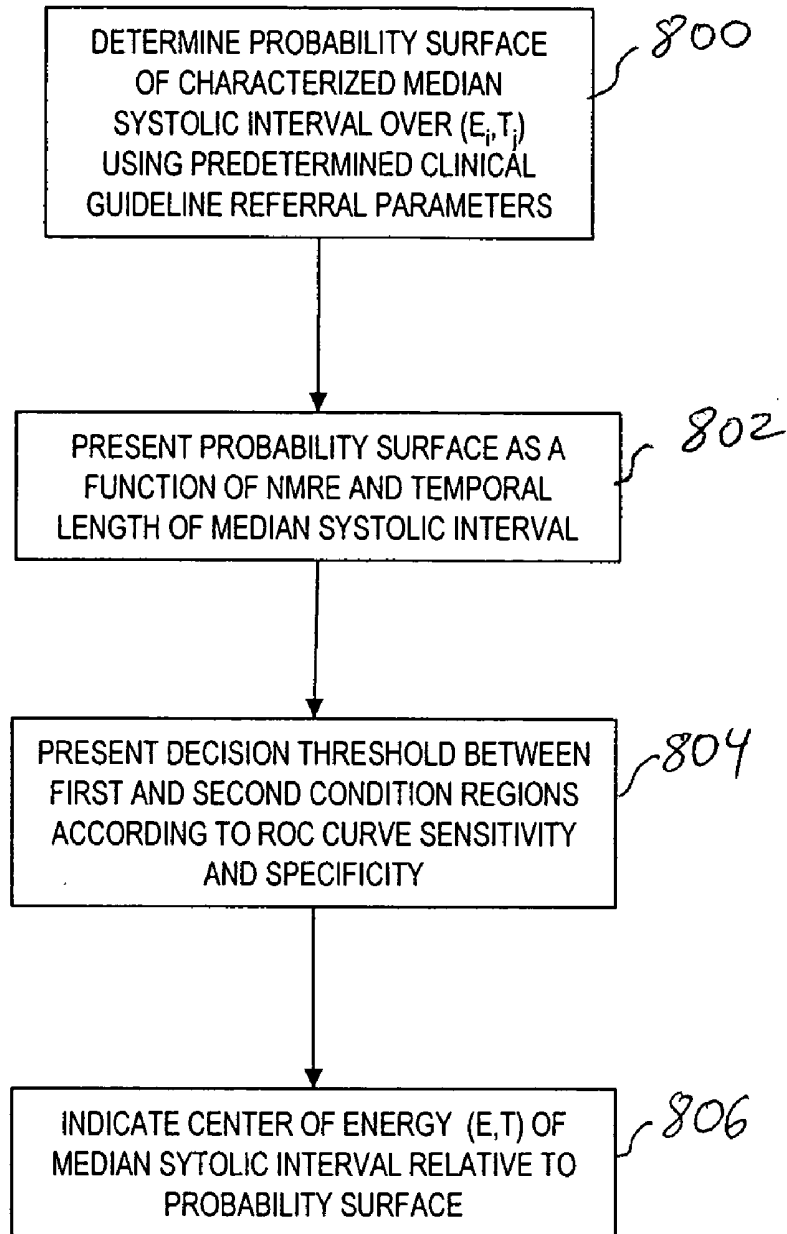 DETERMINE PROBABILITY SURFACE
OF CHARACTERIZED MEDIAN
SYSTOLIC INTERVAL OVER (Ei,Tj)
USING PREDETERMINED CLINICAL
GUIDELINE REFERRAL PARAMETERS
800
PRESENT PROBABILITY SURFACE AS A
FUNCTION OF NMRE AND TEMPORAL
LENGTH OF MEDIAN SYSTOLIC INTERVAL
802
PRESENT DECISION THRESHOLD BETWEEN
FIRST AND SECOND CONDITION REGIONS
ACCORDING TO ROC CURVE SENSITIVITY
AND SPECIFICITY
804
INDICATE CENTER OF ENERGY (E,T) OF
MEDIAN SYTOLIC INTERVAL RELATIVE TO
PROBABILITY SURFACE
806